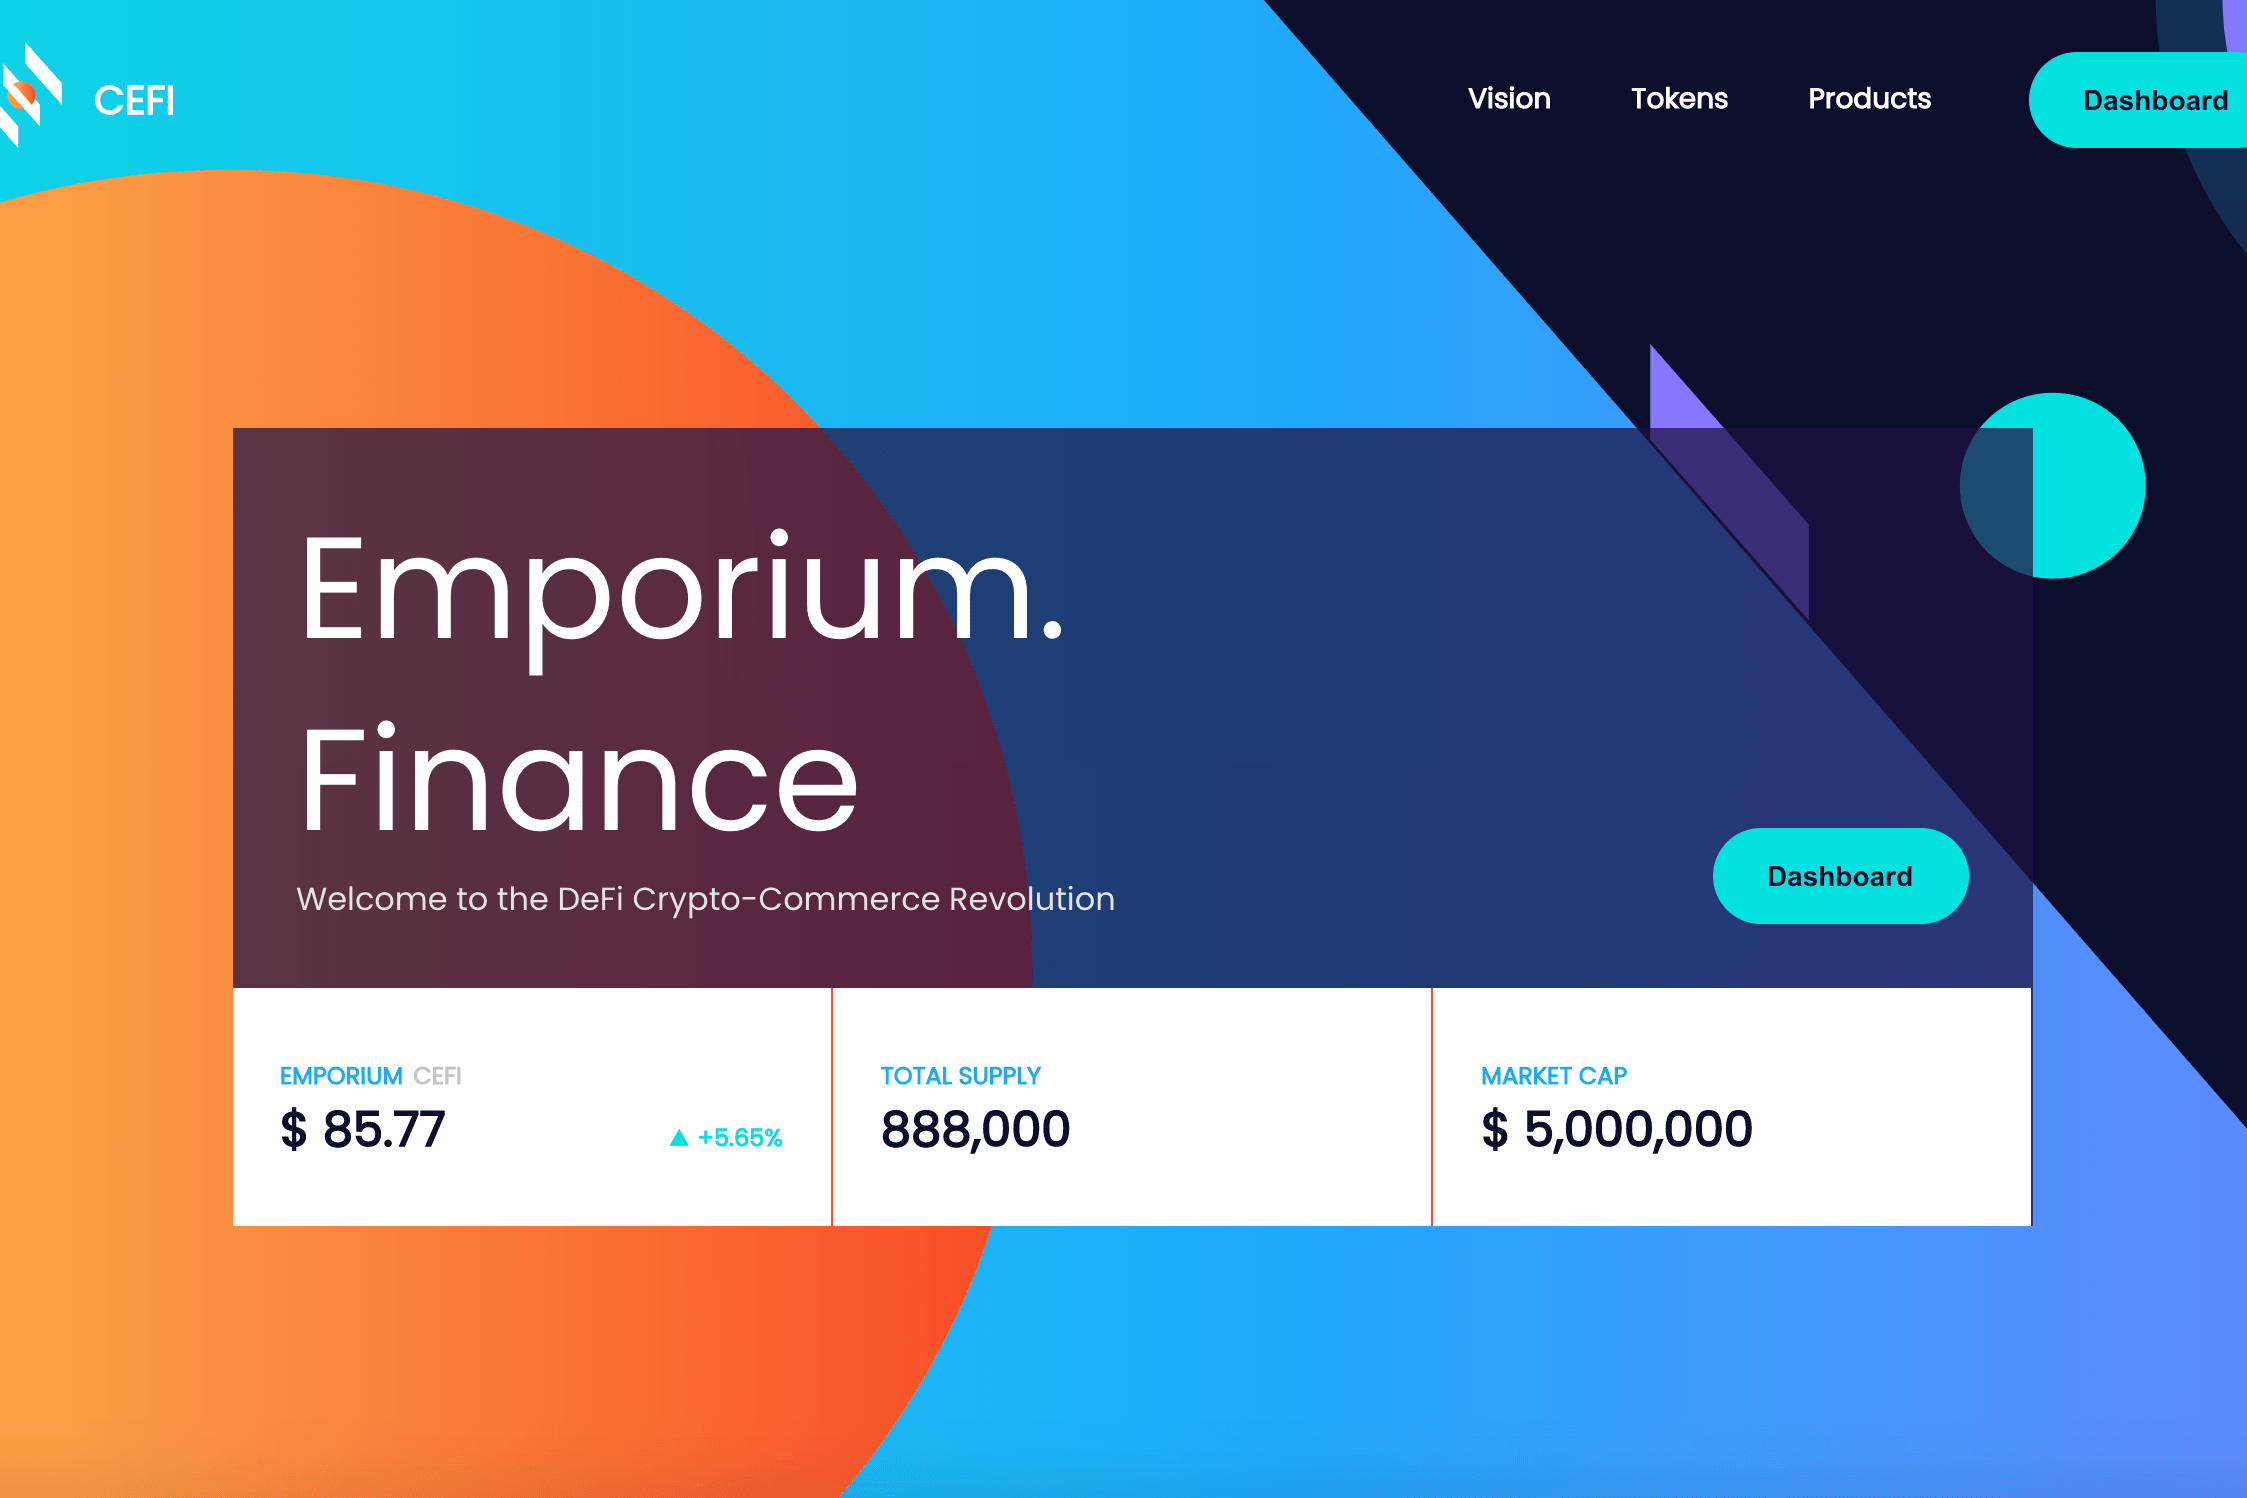 CEFI
Vision Tokens Products Dashboard
Emporium.
Finance
Welcome to the DeFi Crypto-Commerce Revolution
Dashboard
EMPORIUM CEFI
$ 85.77
+5.65%
TOTAL SUPPLY
888,000
MARKET CAP
$ 5,000,000